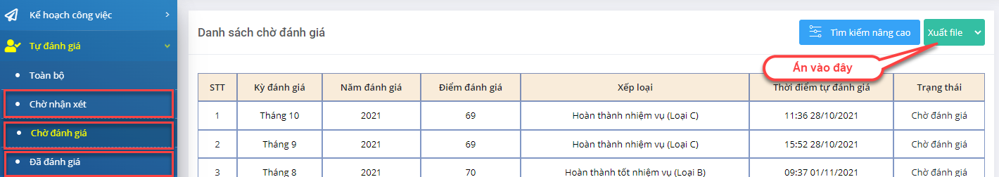 Kế hoạch công việc
Tự đánh giá
Toàn bộ
Chờ nhận xét
Chờ đánh giá
Đã đánh giá
Danh sách chờ đánh giá
Tìm kiếm nâng cao
Xuất file
Án vào đây
STT Kỳ đánh giá Năm đánh giá Điểm đánh giá Xếp loại Thời điểm tự đánh giá Trạng thái
1 Tháng 10 2021 69 Hoàn thành nhiệm vụ (Loại C) 11:36 28/10/2021 Chờ đánh giá
2 Tháng 9 2021 69 Hoàn thành nhiệm vụ (Loại C) 15:52 28/10/2021 Chờ đánh giá
3 Tháng 8 2021 70 Hoàn thành tốt nhiệm vụ (Loại B) 09:37 01/11/2021 Chờ đánh giá